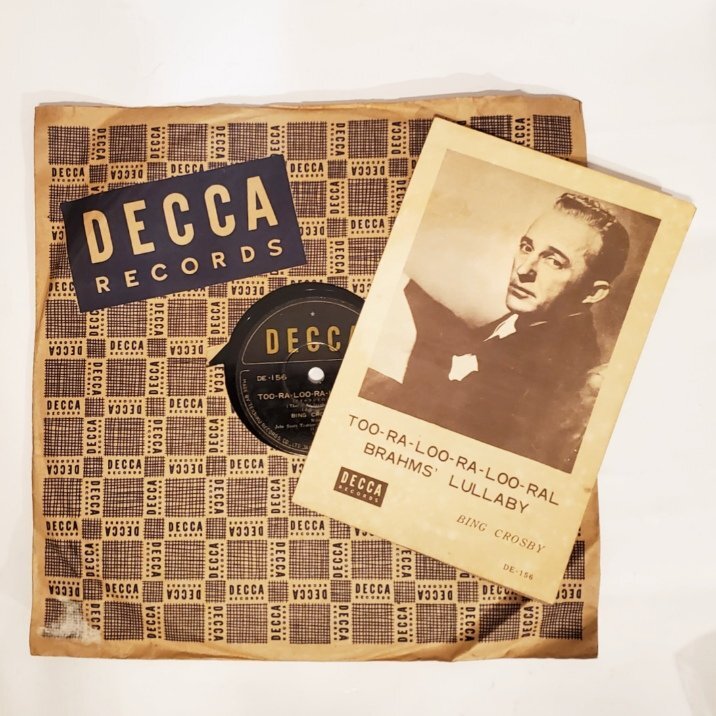 DECCA
RECORDS
DECCA
DE-156
TOO-RA-LOO-RA-L
BING CR
TOO-RA-LOO-RA-LOO-RAL
BRAHMS' LULLABY
DECCA
RECORDS
BING CROSBY
DE-156